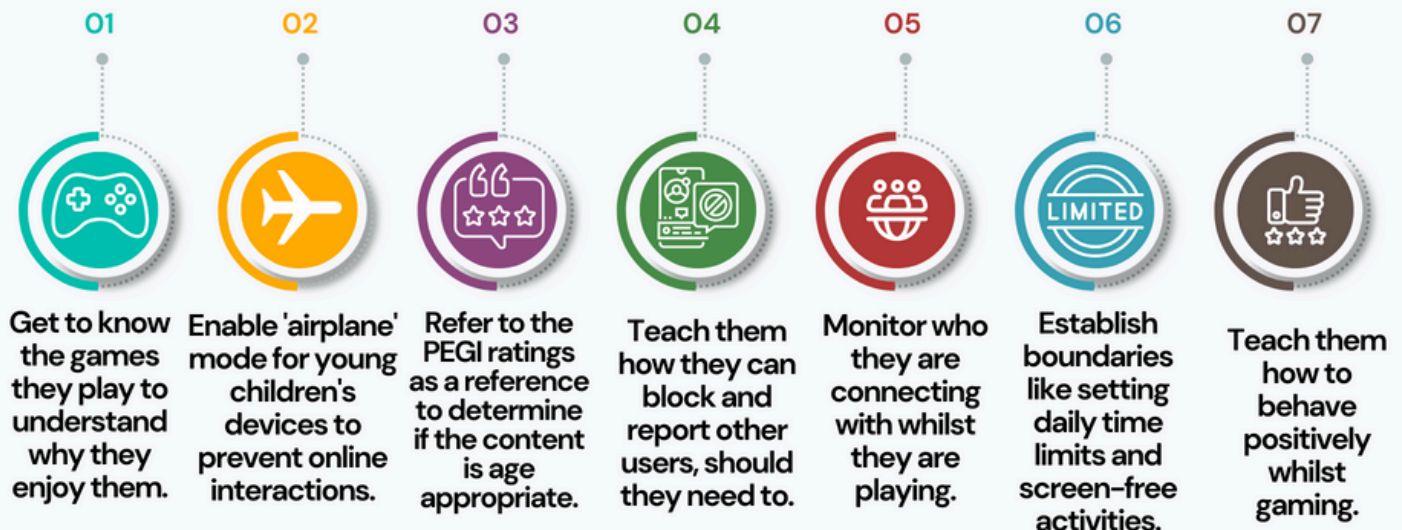 01
Get to know
the games
they play to
understand
why they
enjoy them.
02
Enable 'airplane'
mode for young
children's
devices to
prevent online
interactions.
03
Refer to the
PEGI ratings
as a reference
to determine
if the content
is age
appropriate.
04
Teach them
how they can
block and
report other
users, should
they need to.
05
Monitor who
they are
connecting
with whilst
they are
playing.
06
LIMITED
Establish
boundaries
like setting
daily time
limits and
screen-free
activities.
07
Teach them
how to
behave
positively
whilst
gaming.